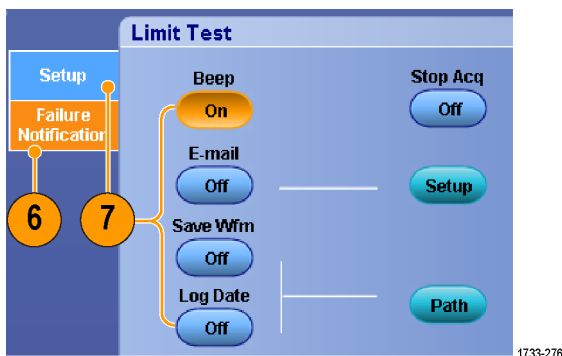 Limit Test
Setup
Failure
Notification
6
7
Beep
On
Stop Acq
Off
E-mail
Off
Setup
Save Wfm
Off
Log Date
Off
Path
1733-276